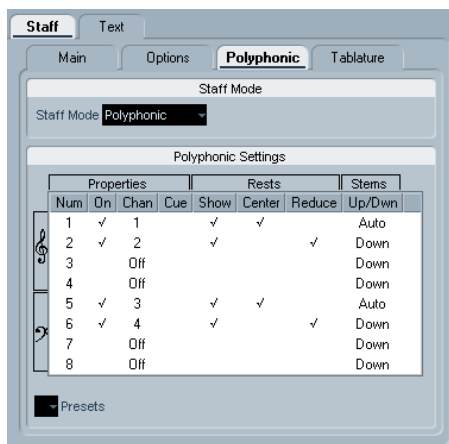 Staff Text
Main Options Polyphonic Tablature
Staff Mode
Staff Mode Polyphonic
Polyphonic Settings
Properties Rests Stems
Num On Chan Cue Show Center Reduce Up/Dwn
1 √ 1 √ √ Auto
2 √ 2 √ √ Down
3 Off Down
4 Off Down
5 √ 3 √ √ Auto
6 √ 4 √ √ Down
7 Off Down
8 Off Down
Presets